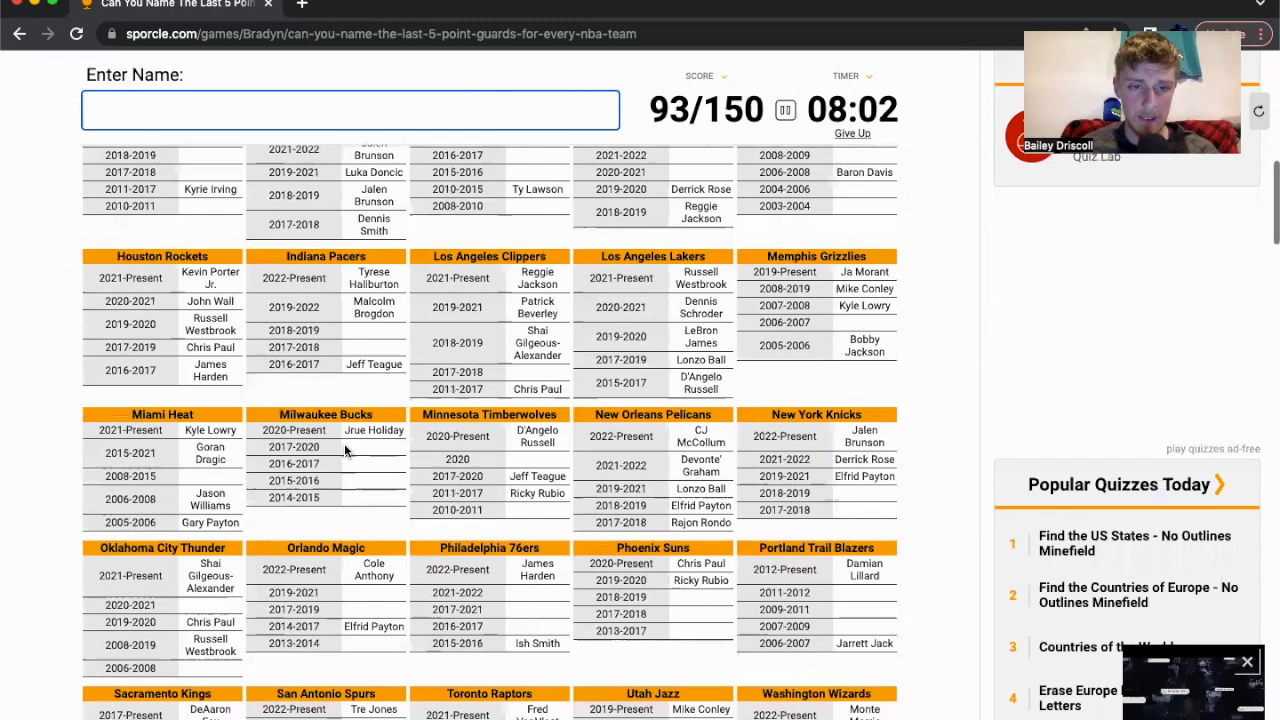 Can You Name The Last 5 Poin
sporcle.com/games/Bradyn/can-you-name-the-last-5-point-guards-for-every-nba-team
Enter Name:
SCORE
TIMER
93/150
08:02
Give Up
Bailey Driscoll
Quiz Lab
2018-2019
2017-2018
2011-2017 Kyrie Irving
2010-2011
2021-2022 Jalen
Brunson
2019-2021 Luka Doncic
2018-2019 Jalen
Brunson
2017-2018 Dennis
Smith
2016-2017
2015-2016
2010-2015 Ty Lawson
2008-2010
2021-2022
2020-2021
2019-2020 Derrick Rose
2018-2019 Reggie
Jackson
2008-2009
2006-2008 Baron Davis
2004-2006
2003-2004
Houston Rockets
2021-Present Kevin Porter
Jr.
2020-2021 John Wall
2019-2020 Russell
Westbrook
2017-2019 Chris Paul
2016-2017 James
Harden
Indiana Pacers
2022-Present Tyrese
Haliburton
2019-2022 Malcolm
Brogdon
2018-2019
2017-2018
2016-2017 Jeff Teague
Los Angeles Clippers
2021-Present Reggie
Jackson
2019-2021 Patrick
Beverley
2018-2019 Shai
Gilgeous-
Alexander
2017-2018
2011-2017 Chris Paul
Los Angeles Lakers
2021-Present Russell
Westbrook
2020-2021 Dennis
Schroder
2019-2020 LeBron
James
2017-2019 Lonzo Ball
2015-2017 D'Angelo
Russell
Memphis Grizzlies
2019-Present Ja Morant
2008-2019 Mike Conley
2007-2008 Kyle Lowry
2006-2007
2005-2006 Bobby
Jackson
Miami Heat
2021-Present Kyle Lowry
2015-2021 Goran
Dragic
2008-2015
2006-2008 Jason
Williams
2005-2006 Gary Payton
Milwaukee Bucks
2020-Present Jrue Holiday
2017-2020
2016-2017
2015-2016
2014-2015
Minnesota Timberwolves
2020-Present D'Angelo
Russell
2020
2017-2020 Jeff Teague
2011-2017 Ricky Rubio
2010-2011
New Orleans Pelicans
2022-Present CJ
McCollum
2021-2022 Devonte'
Graham
2019-2021 Lonzo Ball
2018-2019 Elfrid Payton
2017-2018 Rajon Rondo
New York Knicks
2022-Present Jalen
Brunson
2021-2022 Derrick Rose
2019-2021 Elfrid Payton
2018-2019
2017-2018
Oklahoma City Thunder
2021-Present Shai
Gilgeous-
Alexander
2020-2021
2019-2020 Chris Paul
2008-2019 Russell
Westbrook
2006-2008
Orlando Magic
2022-Present Cole
Anthony
2019-2021
2017-2019
2014-2017 Elfrid Payton
2013-2014
Philadelphia 76ers
2022-Present James
Harden
2021-2022
2017-2021
2016-2017
2015-2016 Ish Smith
Phoenix Suns
2020-Present Chris Paul
2019-2020 Ricky Rubio
2018-2019
2017-2018
2013-2017
Portland Trail Blazers
2012-Present Damian
Lillard
2011-2012
2009-2011
2007-2009
2006-2007 Jarrett Jack
Sacramento Kings
2017-Present DeAaron
San Antonio Spurs
2022-Present Tre Jones
Toronto Raptors
2021-Present Fred
Utah Jazz
2019-Present Mike Conley
Washington Wizards
2022-Present Monte
play quizzes ad-free
Popular Quizzes Today
1 Find the US States - No Outlines
Minefield
2 Find the Countries of Europe - No
Outlines Minefield
3 Countries of the
4 Erase Europe
Letters